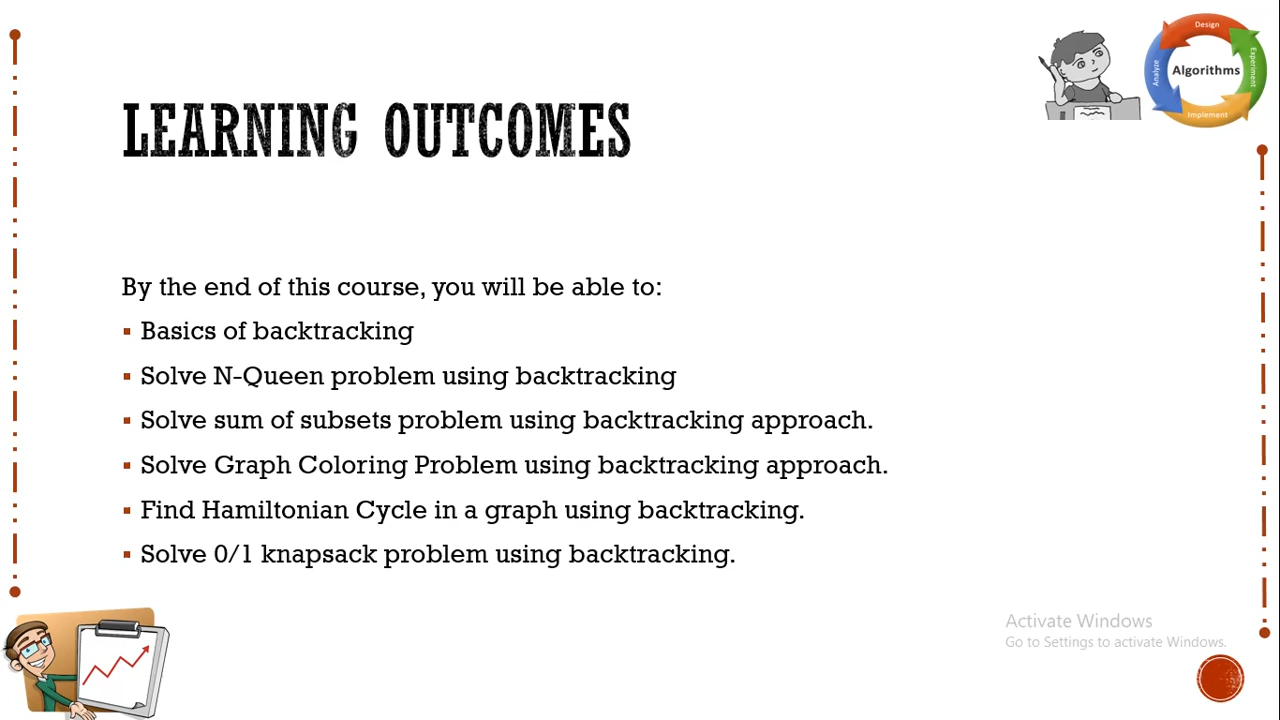 Design
Analyze
Algorithms
Experiment
Implement
LEARNING OUTCOMES
By the end of this course, you will be able to:
▪ Basics of backtracking
▪ Solve N-Queen problem using backtracking
▪ Solve sum of subsets problem using backtracking approach.
▪ Solve Graph Coloring Problem using backtracking approach.
▪ Find Hamiltonian Cycle in a graph using backtracking.
▪ Solve 0/1 knapsack problem using backtracking.
Activate Windows
Go to Settings to activate Windows.